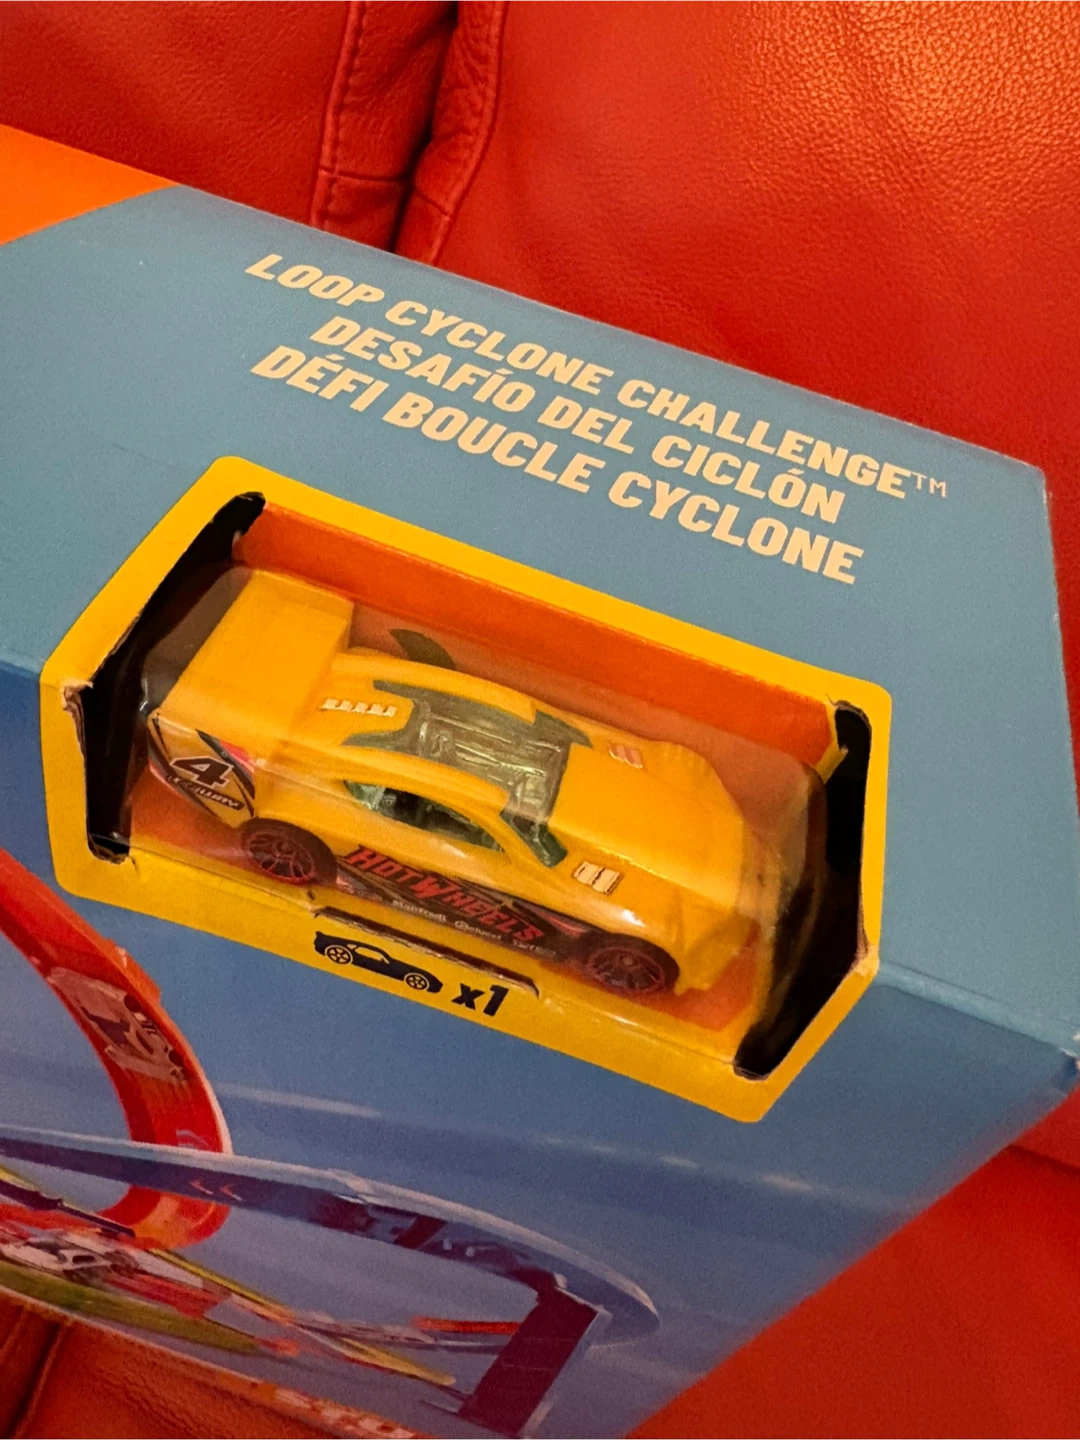 LOOP CYCLONE CHALLENGE™
DESAFÍO DEL CICLÓN
DÉFI BOUCLE CYCLONE
4
HOT WHEELS
x1